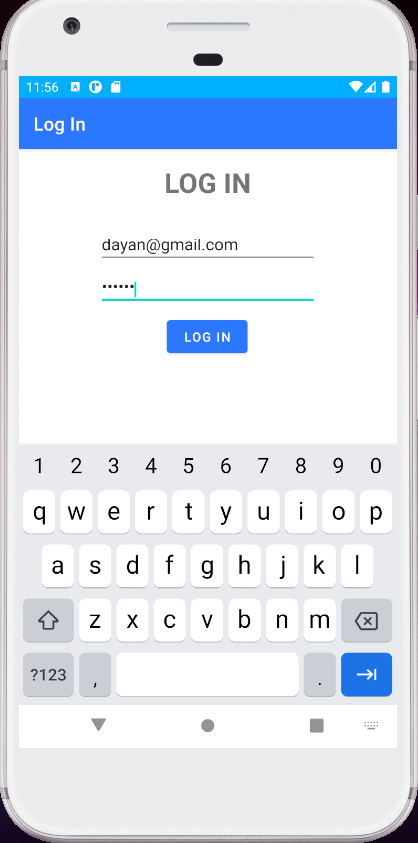 11:56
Log In
LOG IN
dayan@gmail.com
••••••
LOG IN
1 2 3 4 5 6 7 8 9 0
q w e r t y u i o p
a s d f g h j k l
z x c v b n m
?123 , .